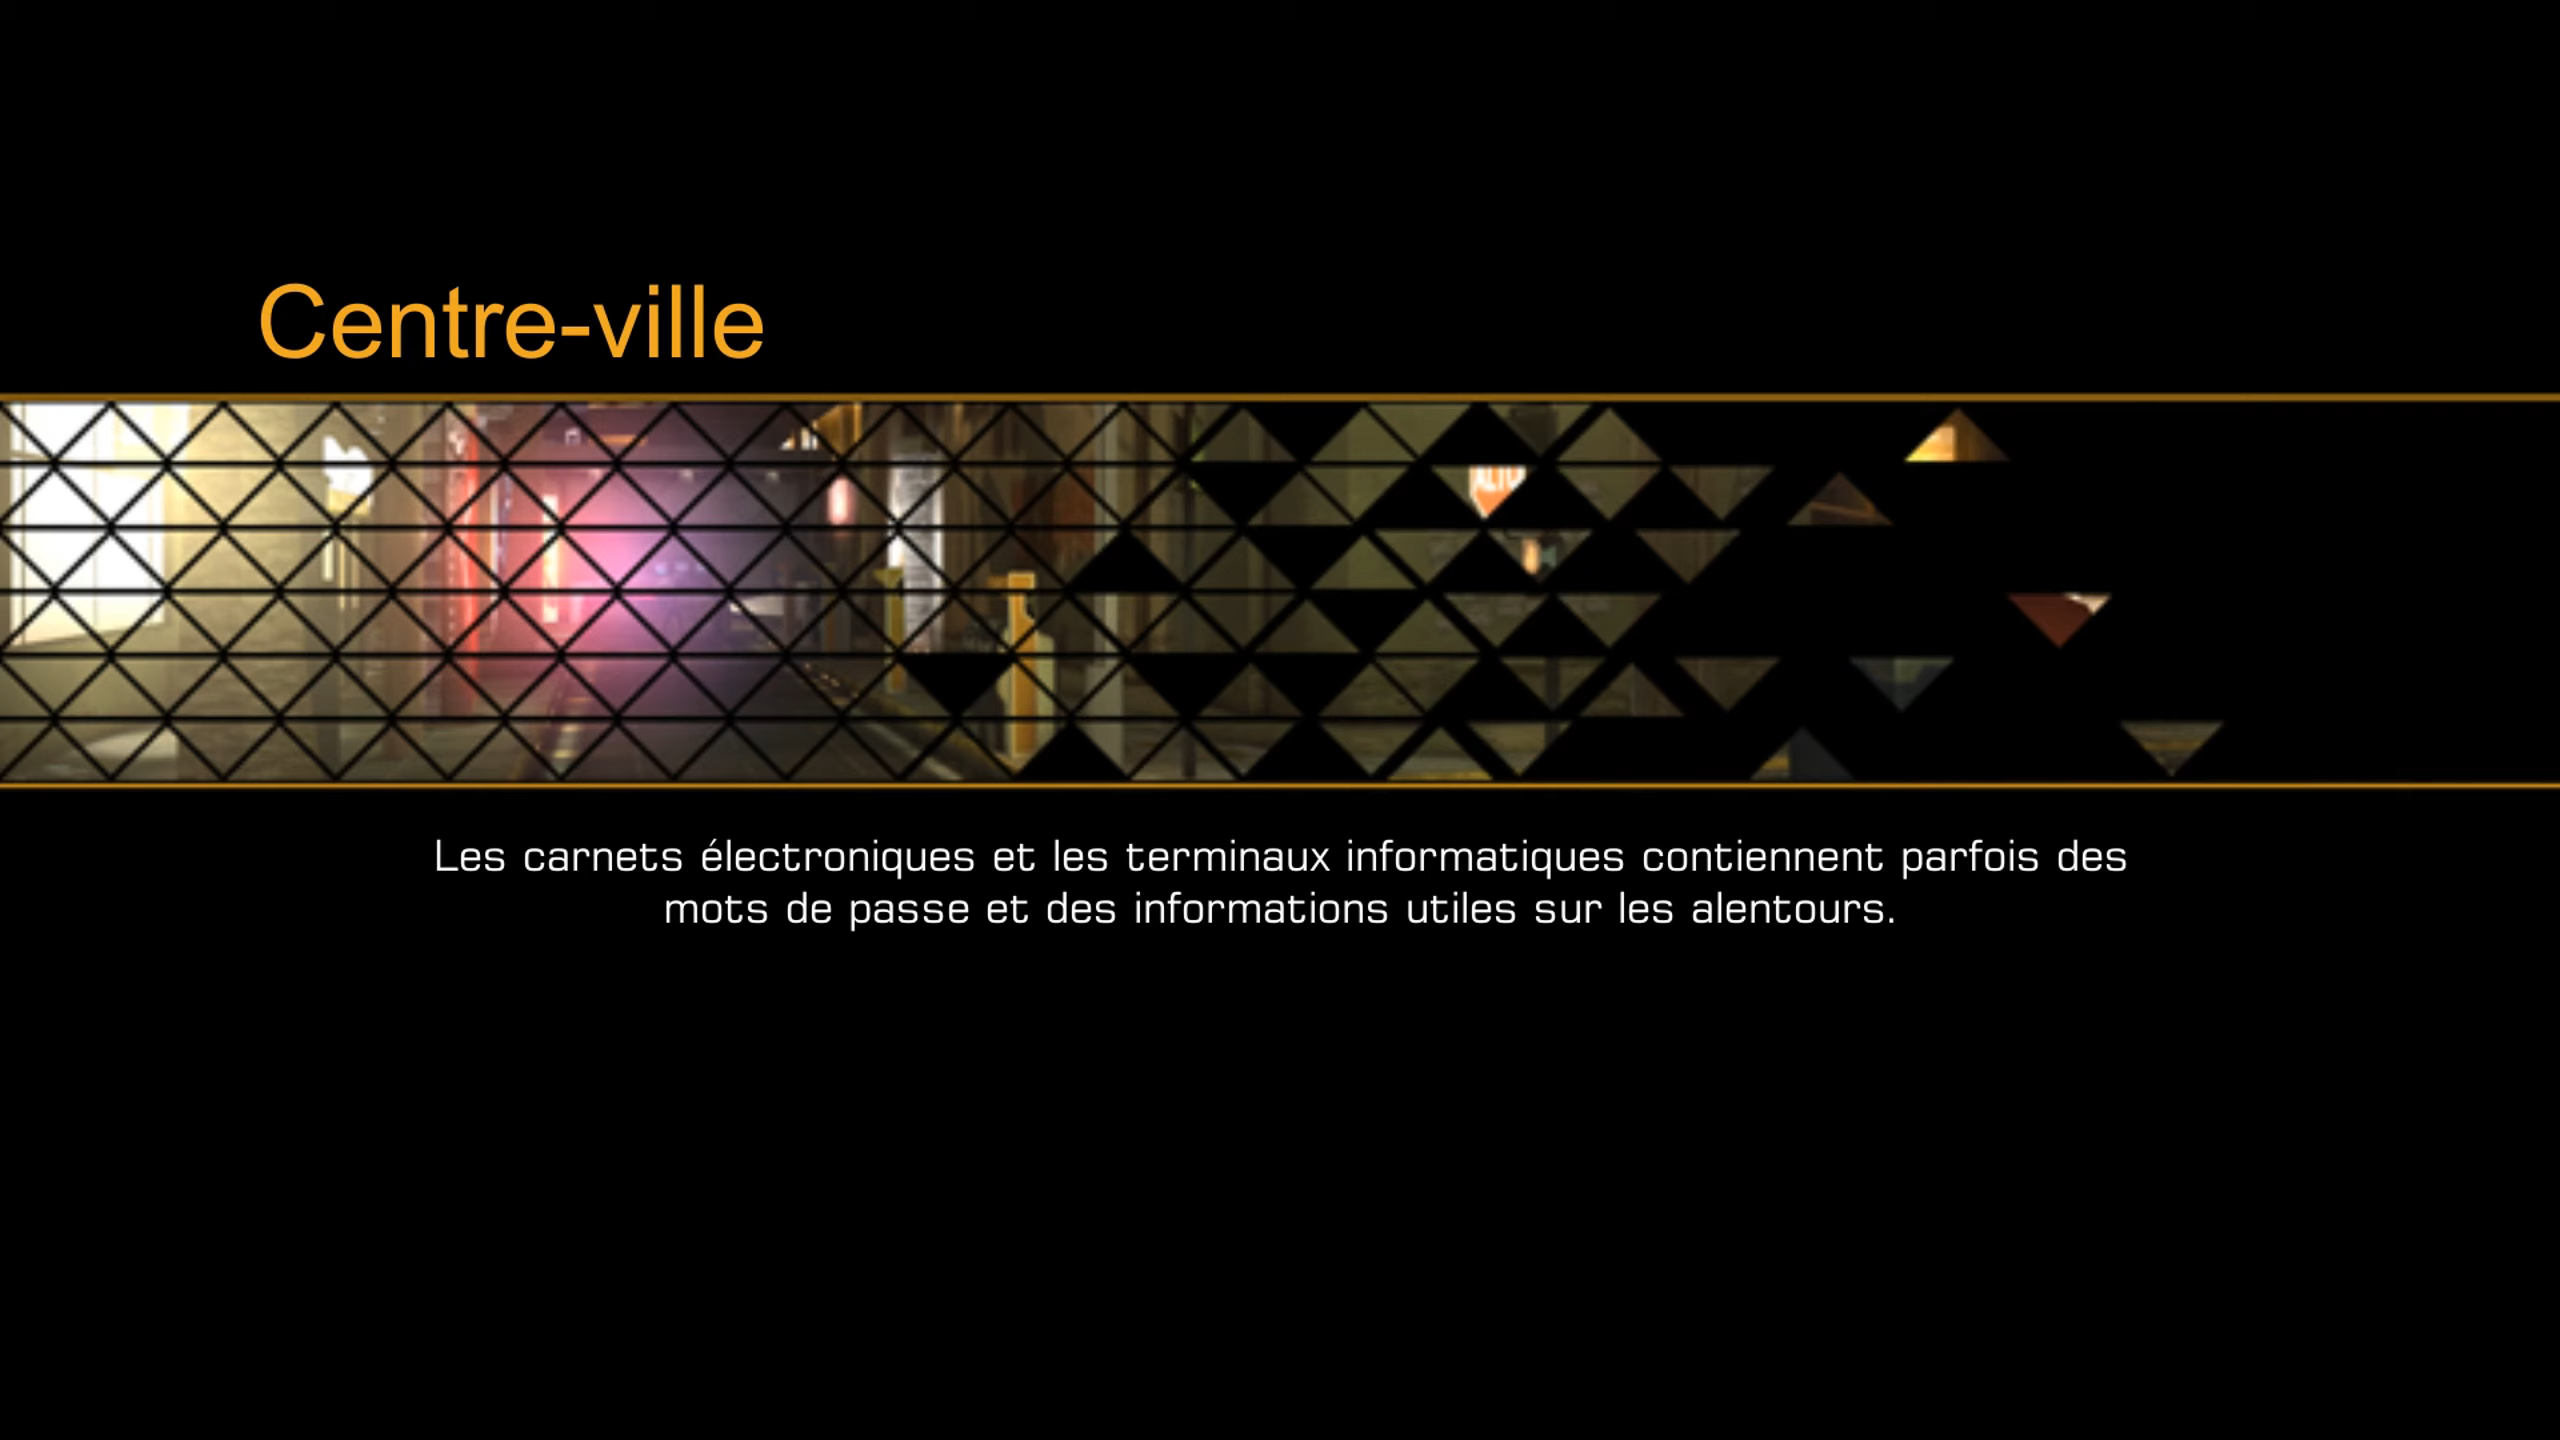 Centre-ville
ALTO
Les carnets électroniques et les terminaux informatiques contiennent parfois des
mots de passe et des informations utiles sur les alentours.